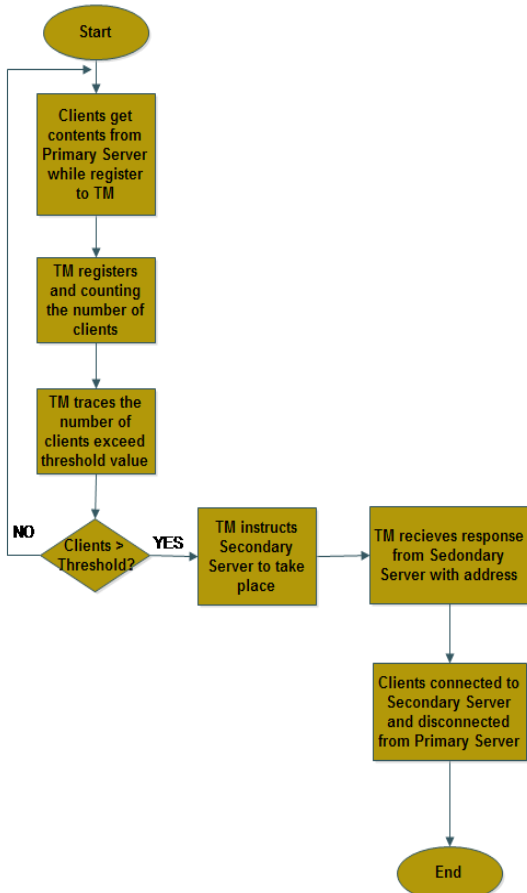 Start
Clients get
contents from
Primary Server
while register
to TM
TM registers
and counting
the number of
clients
TM traces the
number of
clients exceed
threshold value
NO
Clients >
Threshold?
YES
TM instructs
Secondary
Server to take
place
TM recieves response
from Sedondary
Server with address
Clients connected to
Secondary Server
and disconnected
from Primary Server
End